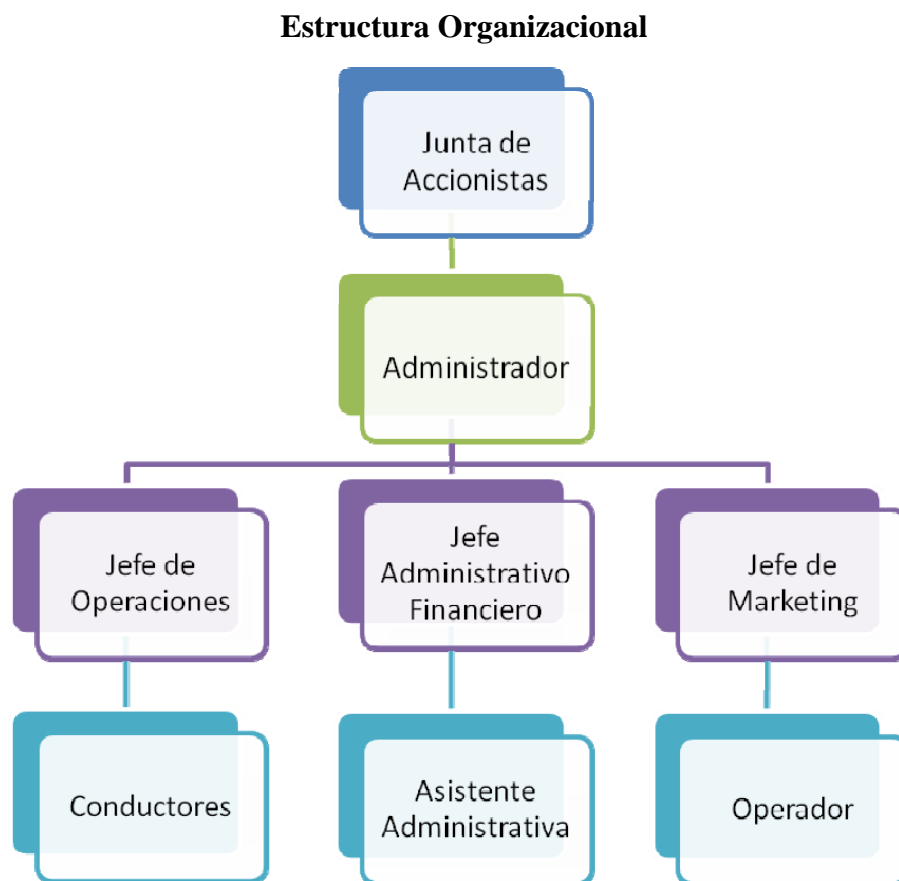 Estructura Organizacional
Junta de
Accionistas
Administrador
Jefe de
Operaciones
Jefe
Administrativo
Financiero
Jefe de
Marketing
Conductores
Asistente
Administrativa
Operador